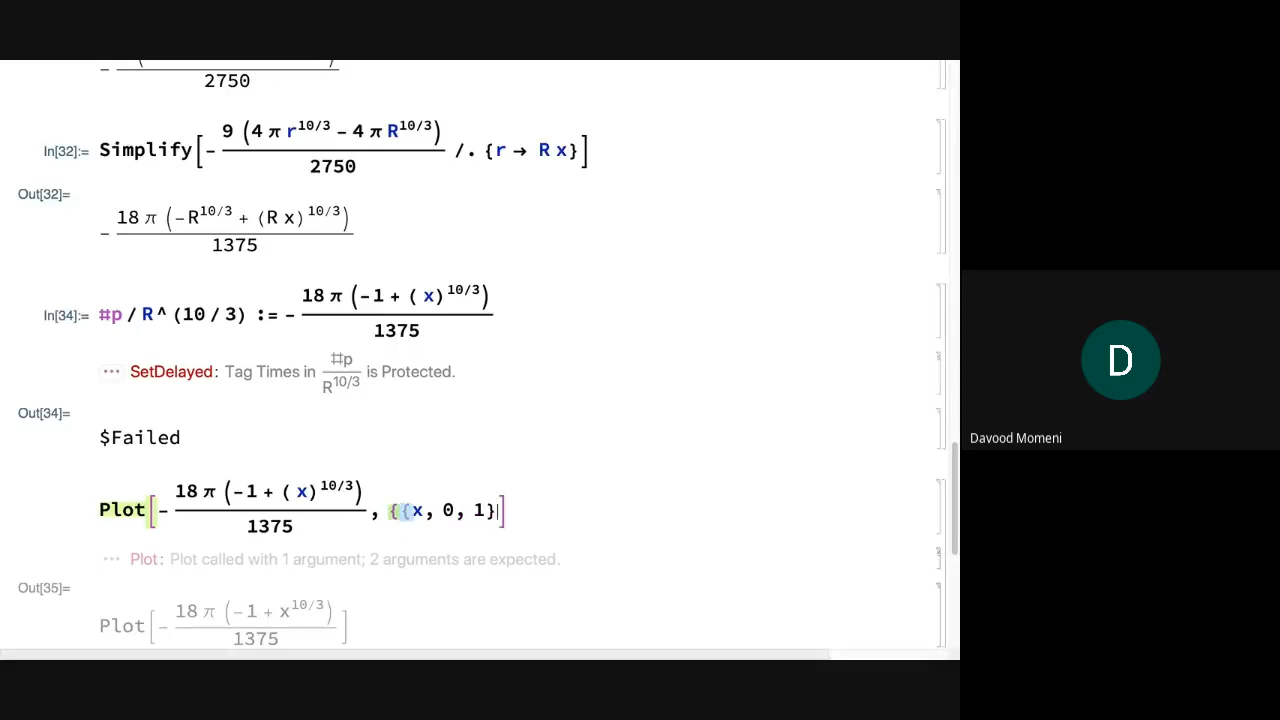 2750
In[32]:= Simplify[- 9 (4 π r^10/3 - 4 π R^10/3) / 2750 /. {r → R x}]
Out[32]=
- 18 π (-R^10/3 + (R x)^10/3) / 1375
In[34]:= ⌗p / R ^ (10 / 3) := - 18 π (-1 + ( x)^10/3) / 1375
··· SetDelayed: Tag Times in ⌗p / R^10/3 is Protected.
Out[34]=
$Failed
Plot[- 18 π (-1 + ( x)^10/3) / 1375 , {{x, 0, 1}]
··· Plot: Plot called with 1 argument; 2 arguments are expected.
Out[35]=
Plot[- 18 π (-1 + x^10/3) / 1375]
D
Davood Momeni